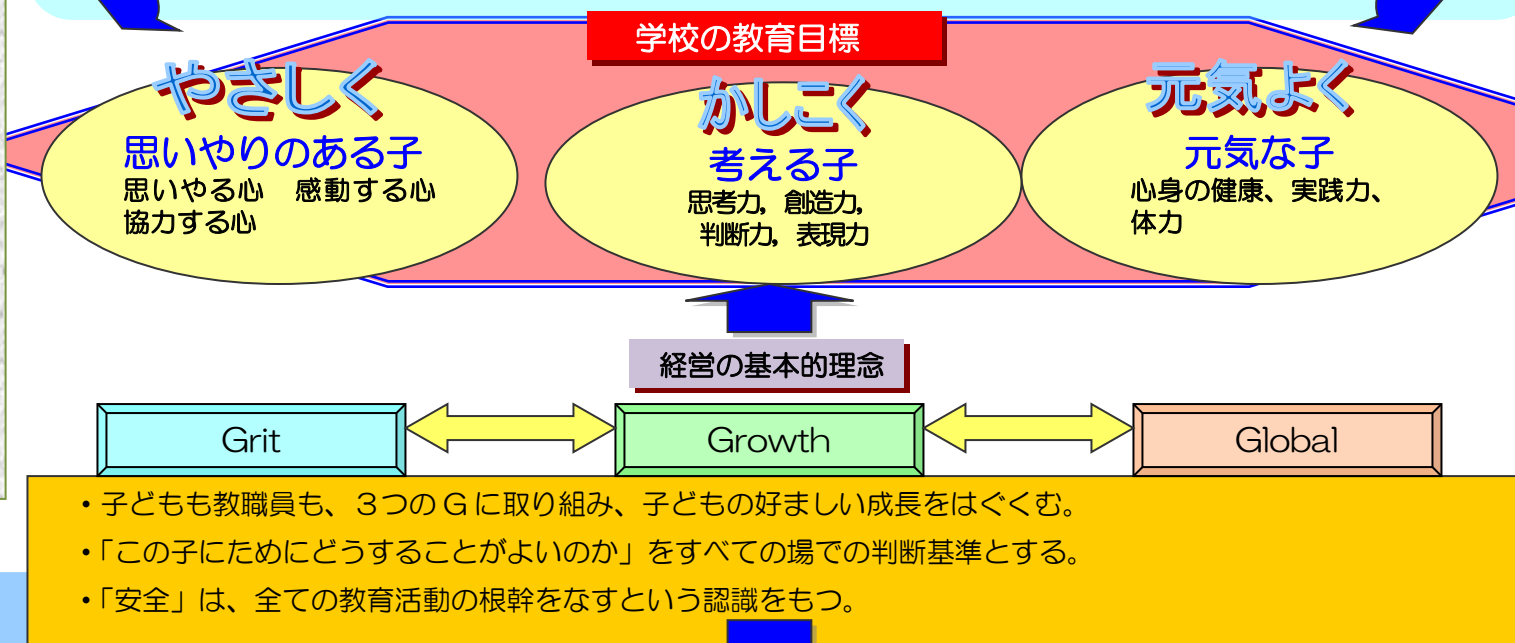 学校の教育目標
やさしく
思いやりのある子
思いやる心　感動する心
協力する心
かしこく
考える子
思考力，創造力，
判断力，表現力
元気よく
元気な子
心身の健康、実践力、
体力
経営の基本的理念
Grit
Growth
Global
・子どもも教職員も、３つのＧに取り組み、子どもの好ましい成長をはぐくむ。
・「この子にためにどうすることがよいのか」をすべての場での判断基準とする。
・「安全」は、全ての教育活動の根幹をなすという認識をもつ。